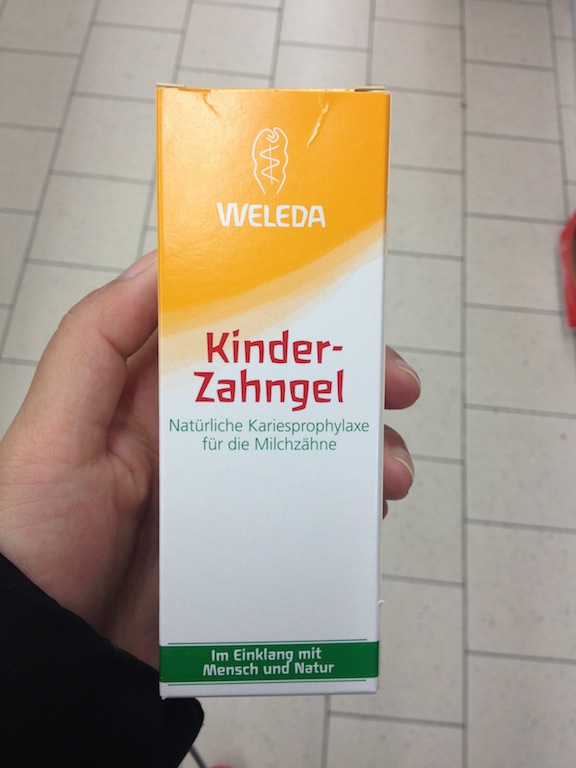 WELEDA
Kinder-
Zahngel
Natürliche Kariesprophylaxe
für die Milchzähne
Im Einklang mit
Mensch und Natur